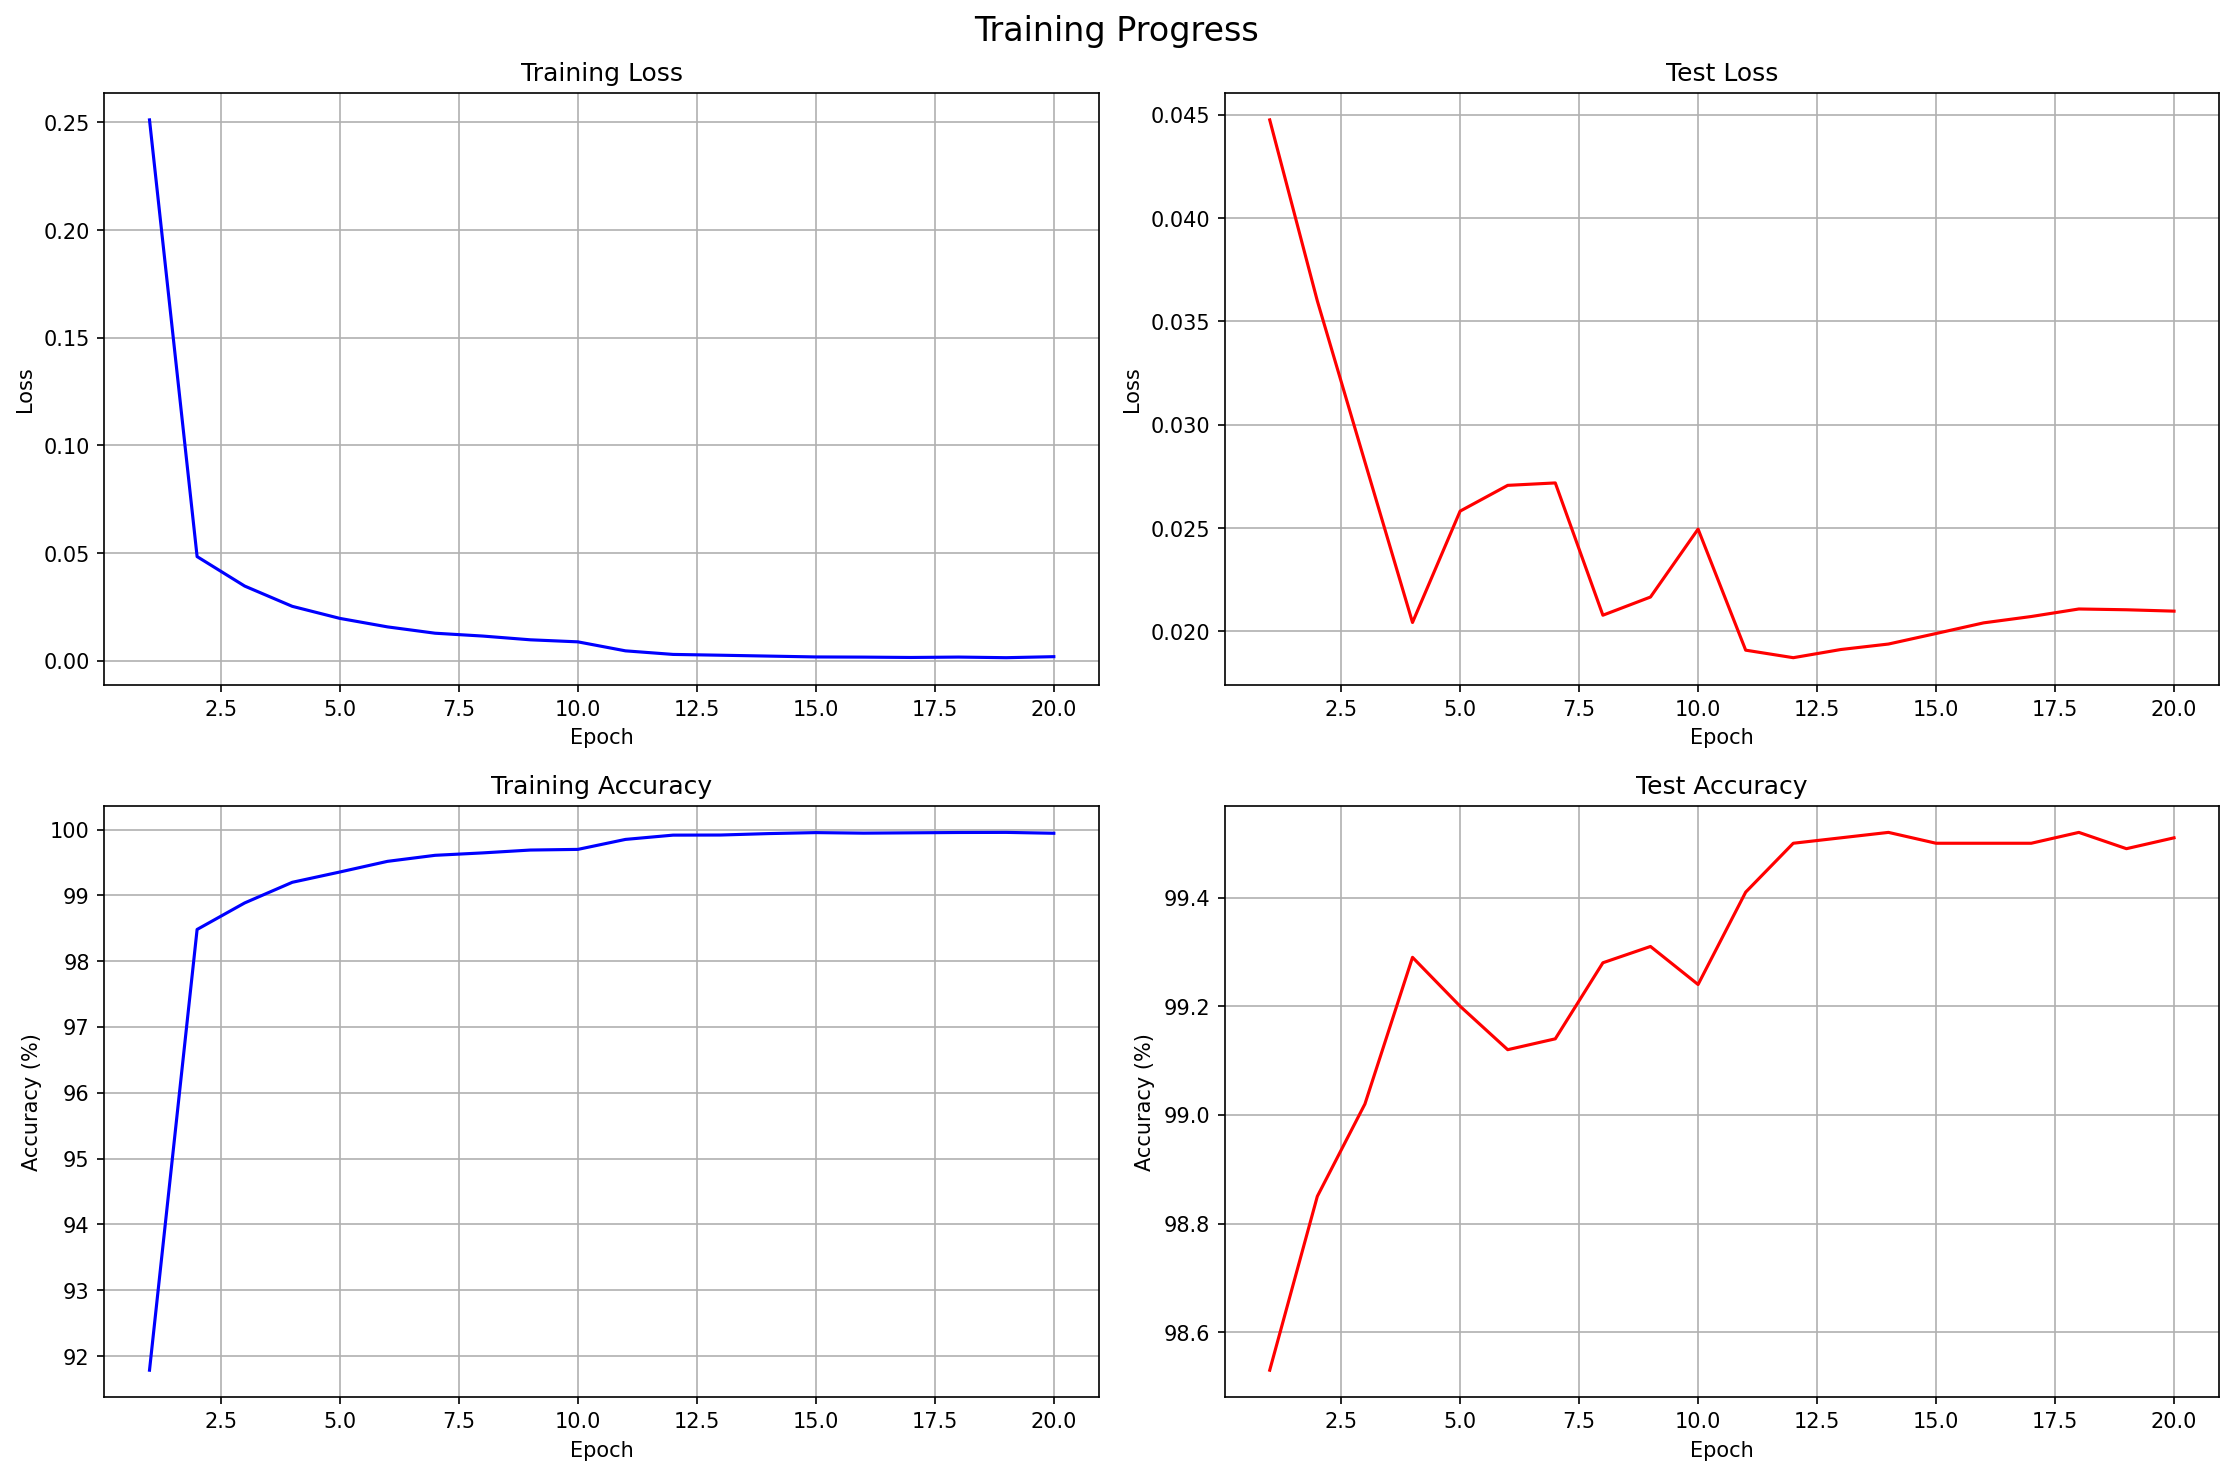 Training Progress
Training Loss
Loss
0.25
0.20
0.15
0.10
0.05
0.00
2.5 5.0 7.5 10.0 12.5 15.0 17.5 20.0
Epoch
Test Loss
Loss
0.045
0.040
0.035
0.030
0.025
0.020
2.5 5.0 7.5 10.0 12.5 15.0 17.5 20.0
Epoch
Training Accuracy
Accuracy (%)
100
99
98
97
96
95
94
93
92
2.5 5.0 7.5 10.0 12.5 15.0 17.5 20.0
Epoch
Test Accuracy
Accuracy (%)
99.4
99.2
99.0
98.8
98.6
2.5 5.0 7.5 10.0 12.5 15.0 17.5 20.0
Epoch